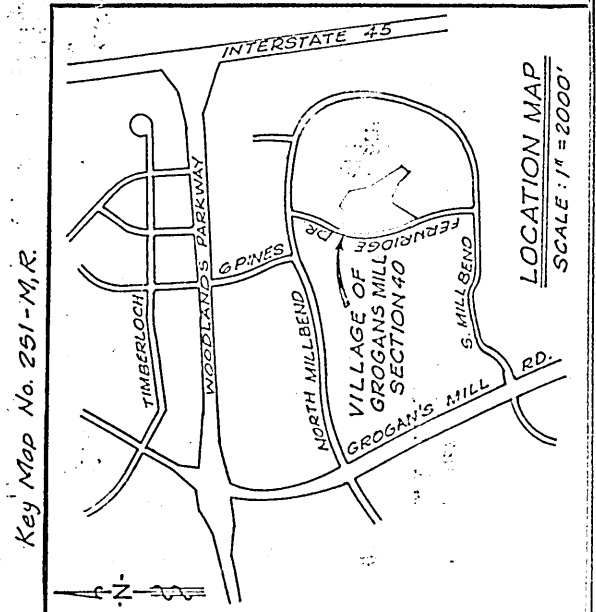 INTERSTATE 45
LOCATION MAP
SCALE : 1" = 2000'
Key Map No. 251-M,R.
TIMBERLOCH
WOODLANDS PARKWAY
6 PINES
FERNRIDGE DR
VILLAGE OF
GROGANS MILL
SECTION 40
NORTH MILLBEND
S. MILLBEND
GROGAN'S MILL RD.
N